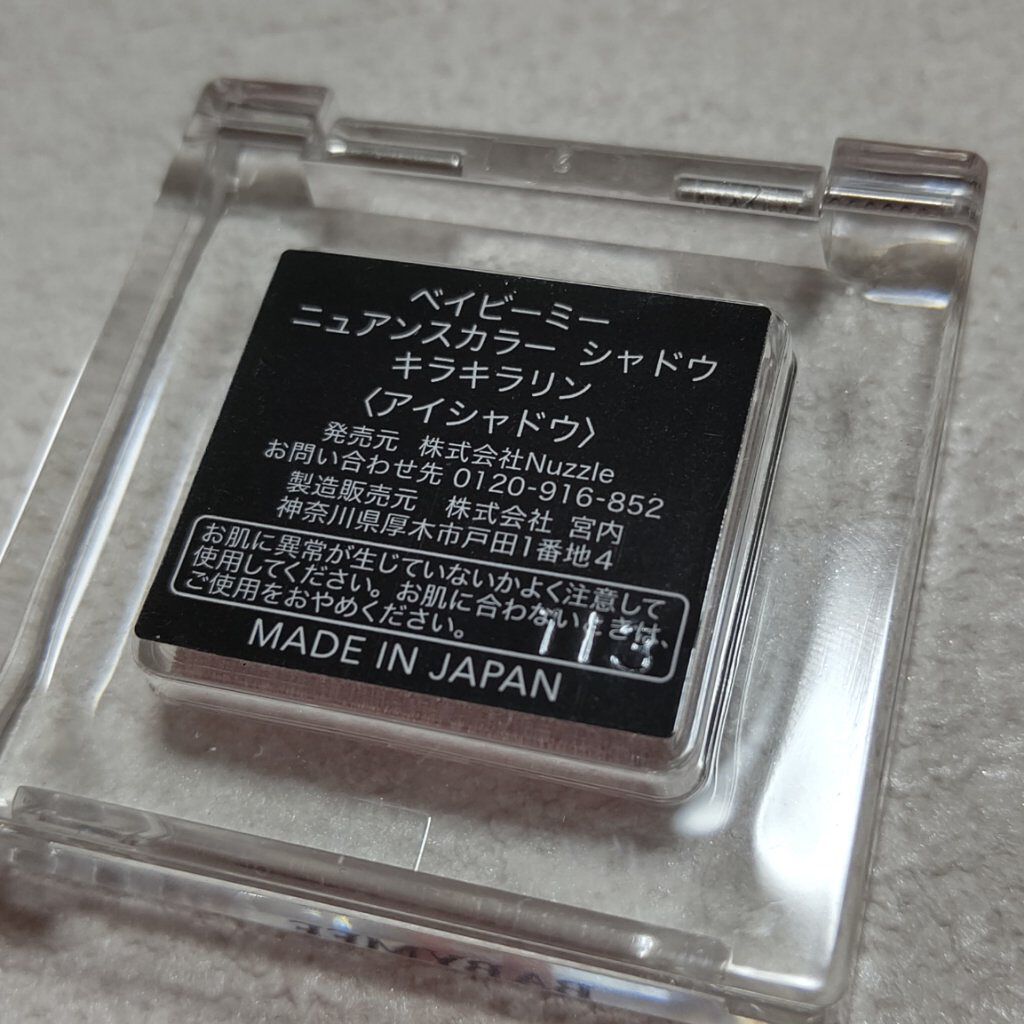 ベイビーミー
ニュアンスカラー シャドウ
キラキラリン
〈アイシャドウ〉
発売元 株式会社Nuzzle
お問い合わせ先 0120-916-852
製造販売元 株式会社 宮内
神奈川県厚木市戸田1番地4
お肌に異常が生じていないかよく注意して
使用してください。お肌に合わないときは、
ご使用をおやめください。
113
MADE IN JAPAN